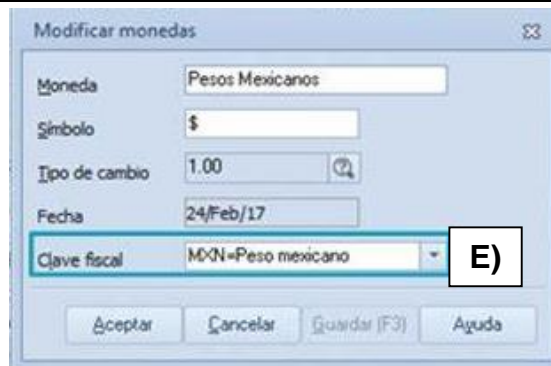 Modificar monedas
Moneda Pesos Mexicanos
Símbolo $
Tipo de cambio 1.00
Fecha 24/Feb/17
Clave fiscal MXN=Peso mexicano E)
Aceptar Cancelar Guardar (F3) Ayuda